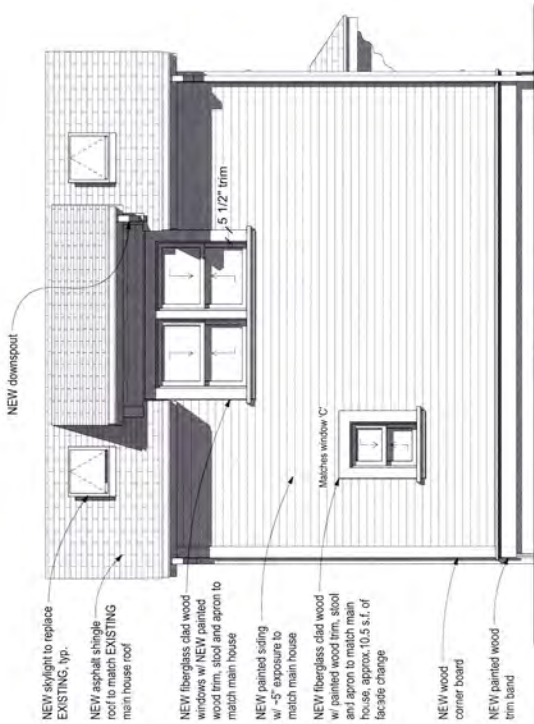 NEW downspout
NEW skylight to replace
EXISTING, typ.
NEW asphalt shingle
roof to match EXISTING
main house roof
NEW fiberglass clad wood
windows w/ NEW painted
wood trim, stool and apron to
match main house
5 1/2" trim
NEW painted siding
w/ ~5" exposure to
match main house
Matches window 'C'
NEW fiberglass clad wood
w/ painted wood trim, stool
and apron to match main
house, approx. 10.5 s.f. of
facade change
NEW wood
corner board
NEW painted wood
trim band